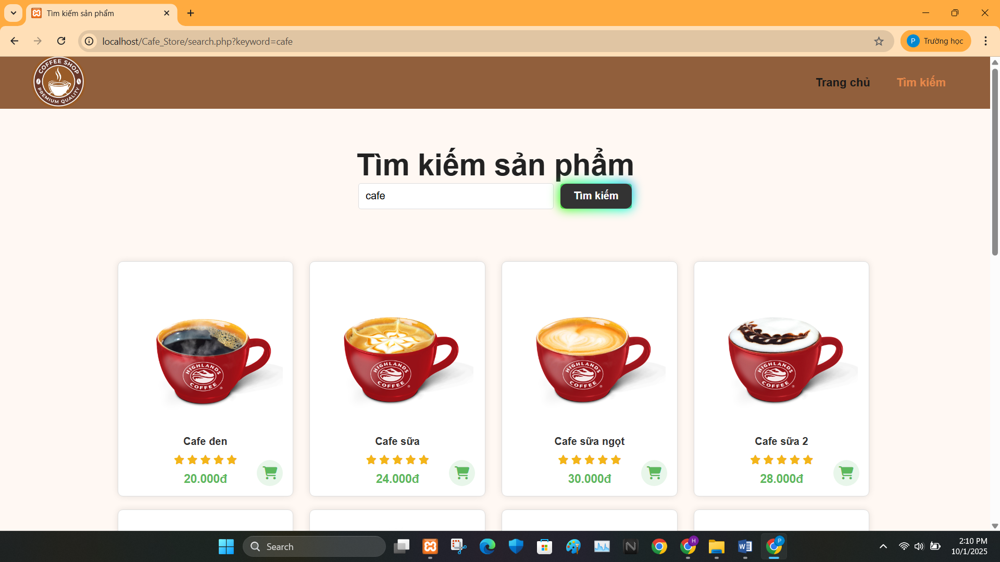 Tìm kiếm sản phẩm
localhost/Cafe_Store/search.php?keyword=cafe
P Trường học
COFFEE SHOP
PREMIUM QUALITY
Trang chủ
Tìm kiếm
Tìm kiếm sản phẩm
cafe
Tìm kiếm
HIGHLANDS COFFEE ®
HIGHLANDS COFFEE ®
HIGHLANDS COFFEE ®
HIGHLANDS COFFEE ®
Cafe đen
Cafe sữa
Cafe sữa ngọt
Cafe sữa 2
20.000đ
24.000đ
30.000đ
28.000đ
Search
N
H
W
P
2:10 PM
10/1/2025